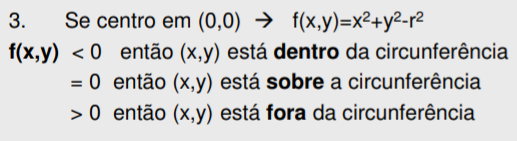 3. Se centro em (0,0) → f(x,y)=x²+y²-r²
f(x,y) < 0 então (x,y) está dentro da circunferência
= 0 então (x,y) está sobre a circunferência
> 0 então (x,y) está fora da circunferência